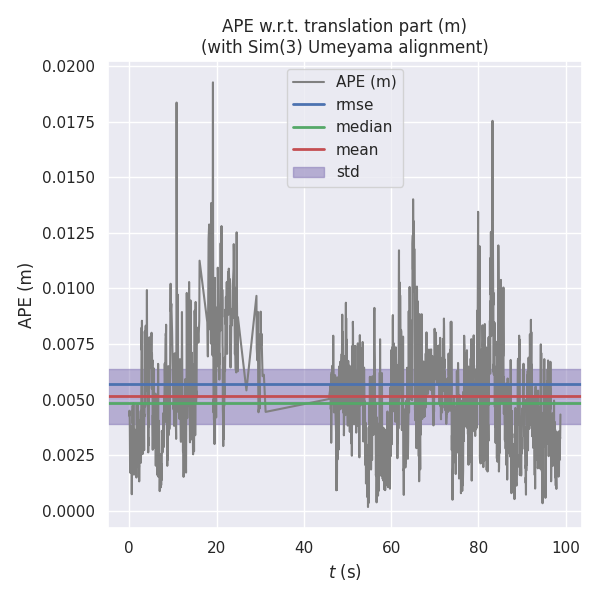 APE w.r.t. translation part (m)
(with Sim(3) Umeyama alignment)
0.0200
0.0175
0.0150
0.0125
0.0100
0.0075
0.0050
0.0025
0.0000
APE (m)
APE (m)
rmse
median
mean
std
0 20 40 60 80 100
t (s)